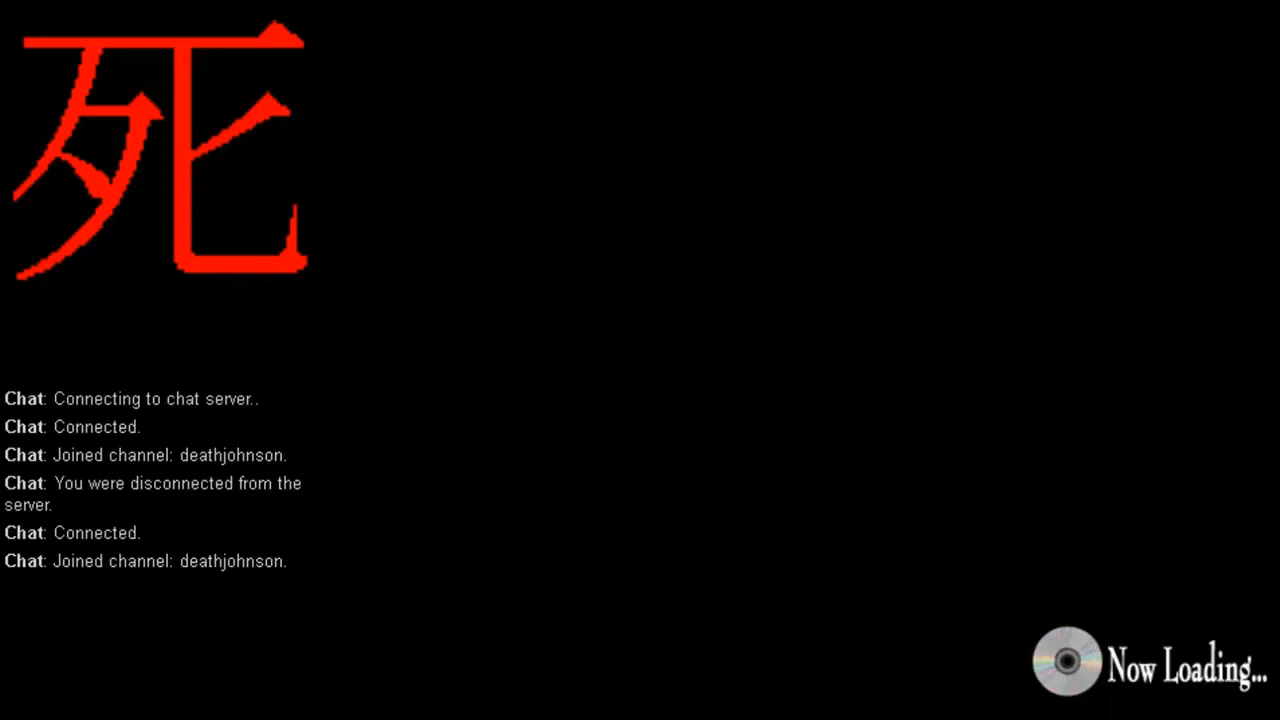 死
Chat: Connecting to chat server..
Chat: Connected.
Chat: Joined channel: deathjohnson.
Chat: You were disconnected from the
server.
Chat: Connected.
Chat: Joined channel: deathjohnson.
Now Loading...